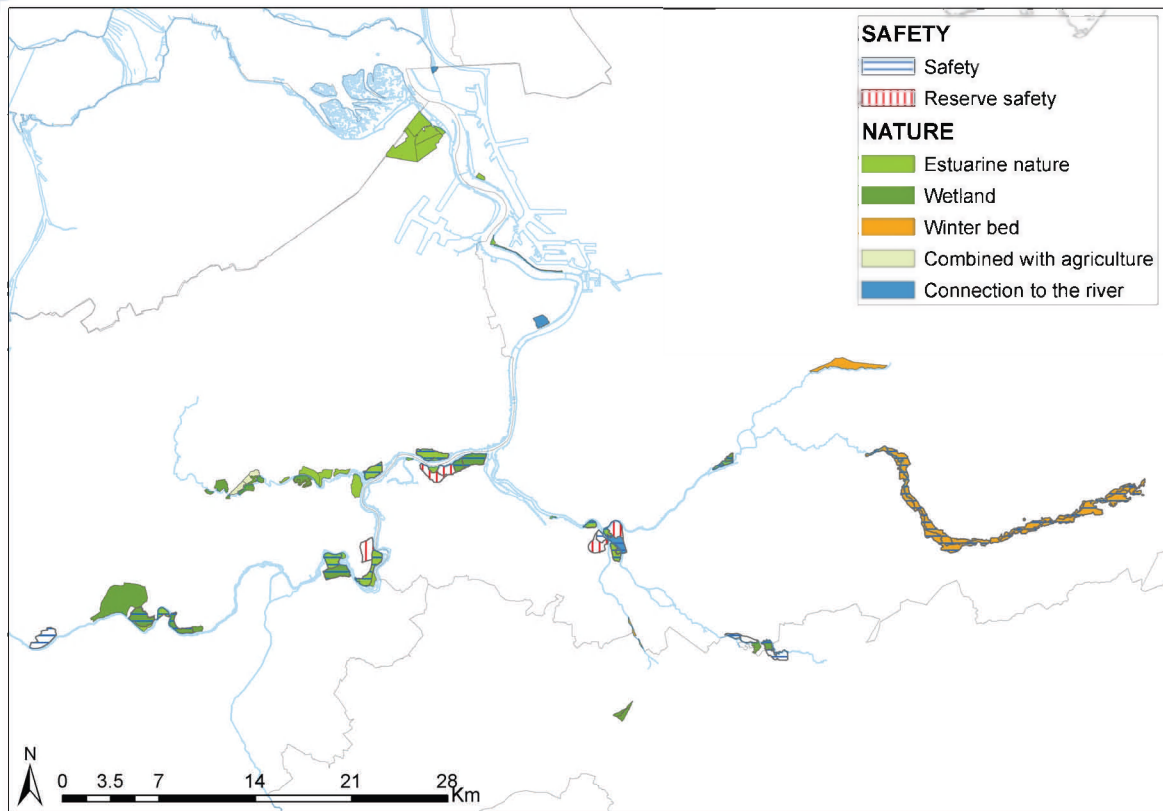 SAFETY
Safety
Reserve safety
NATURE
Estuarine nature
Wetland
Winter bed
Combined with agriculture
Connection to the river
N
0 3.5 7 14 21 28
Km